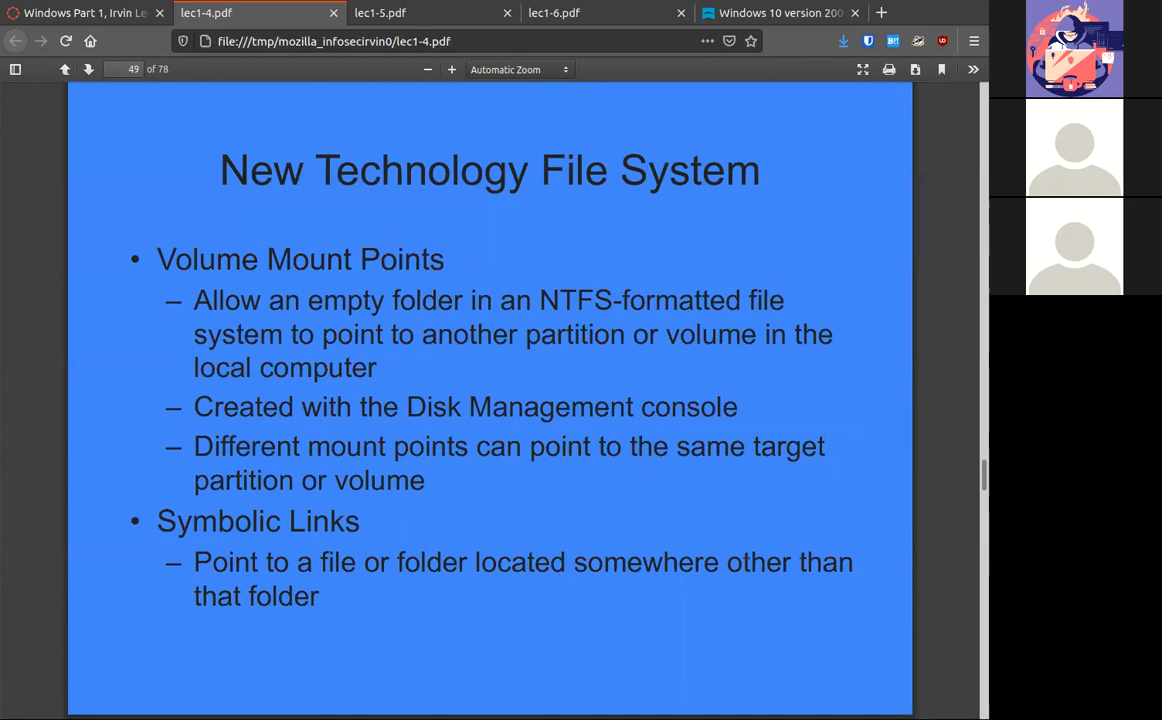 Windows Part 1, Irvin Le
lec1-4.pdf
lec1-5.pdf
lec1-6.pdf
Windows 10 version 200
file:///tmp/mozilla_infosecirvin0/lec1-4.pdf
49 of 78
Automatic Zoom
New Technology File System
• Volume Mount Points
– Allow an empty folder in an NTFS-formatted file
system to point to another partition or volume in the
local computer
– Created with the Disk Management console
– Different mount points can point to the same target
partition or volume
• Symbolic Links
– Point to a file or folder located somewhere other than
that folder